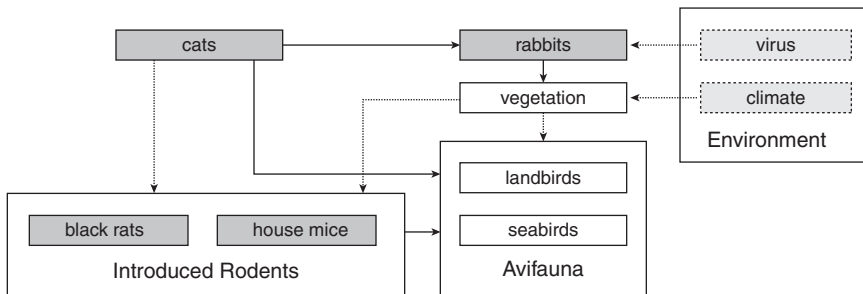 cats
rabbits
virus
vegetation
climate
Environment
landbirds
black rats
house mice
seabirds
Introduced Rodents
Avifauna